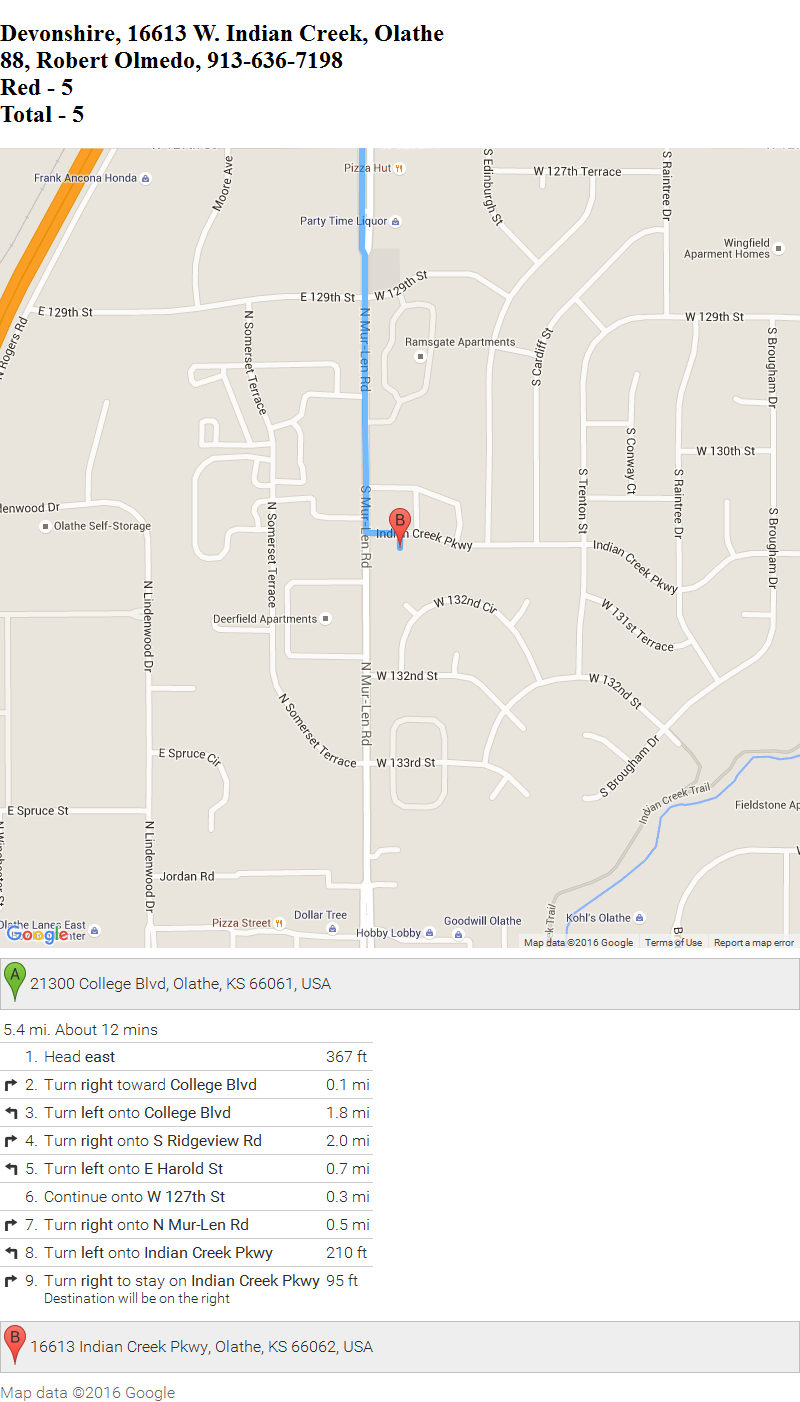 Devonshire, 16613 W. Indian Creek, Olathe
88, Robert Olmedo, 913-636-7198
Red - 5
Total - 5
Pizza Hut
S Edinburgh St
W 127th Terrace
S Raintree Dr
Frank Ancona Honda
Moore Ave
Party Time Liquor
Wingfield
Aparment Homes
W 129th St
E 129th St
E 129th St
N Somerset Terrace
N Mur-Len Rd
W 129th St
N Rogers Rd
Ramsgate Apartments
S Cardiff St
S Brougham Dr
S Conway Ct
W 130th St
S Trenton St
S Raintree Dr
S Mur-Len Rd
N Somerset Terrace
S Brougham Dr
Olathe Self-Storage
B
Indian Creek Pkwy
Indian Creek Pkwy
N Lindenwood Dr
W 132nd Cir
W 131st Terrace
Deerfield Apartments
W 132nd St
W 132nd St
N Mur-Len Rd
N Somerset Terrace
E Spruce Cir
W 133rd St
S Brougham Dr
Indian Creek Trail
E Spruce St
Fieldstone Ap
N Lindenwood Dr
Jordan Rd
Pizza Street
Dollar Tree
Hobby Lobby
Goodwill Olathe
Kohl's Olathe
Google
Map data ©2016 Google Terms of Use Report a map error
A 21300 College Blvd, Olathe, KS 66061, USA
5.4 mi. About 12 mins
1. Head east 367 ft
2. Turn right toward College Blvd 0.1 mi
3. Turn left onto College Blvd 1.8 mi
4. Turn right onto S Ridgeview Rd 2.0 mi
5. Turn left onto E Harold St 0.7 mi
6. Continue onto W 127th St 0.3 mi
7. Turn right onto N Mur-Len Rd 0.5 mi
8. Turn left onto Indian Creek Pkwy 210 ft
9. Turn right to stay on Indian Creek Pkwy 95 ft
Destination will be on the right
B 16613 Indian Creek Pkwy, Olathe, KS 66062, USA
Map data ©2016 Google